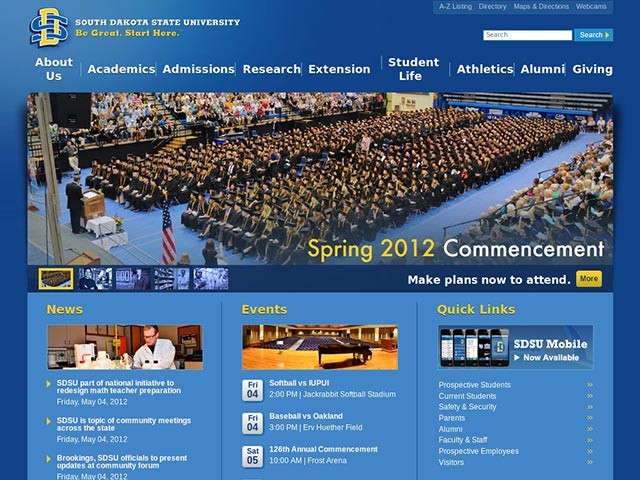 SOUTH DAKOTA STATE UNIVERSITY
Be Great. Start Here.
A-Z Listing Directory Maps & Directions Webcams
Search Search
About Us Academics Admissions Research Extension Student Life Athletics Alumni Giving
Spring 2012 Commencement
Make plans now to attend. More
News
SDSU part of national initiative to
redesign math teacher preparation
Friday, May 04, 2012
SDSU is topic of community meetings
across the state
Friday, May 04, 2012
Brookings, SDSU officials to present
updates at community forum
Friday, May 04, 2012
Events
Fri 04
Softball vs IUPUI
2:00 PM | Jackrabbit Softball Stadium
Fri 04
Baseball vs Oakland
3:00 PM | Erv Huether Field
Sat 05
126th Annual Commencement
10:00 AM | Frost Arena
Quick Links
SDSU Mobile
Now Available
Prospective Students
Current Students
Safety & Security
Parents
Alumni
Faculty & Staff
Prospective Employees
Visitors